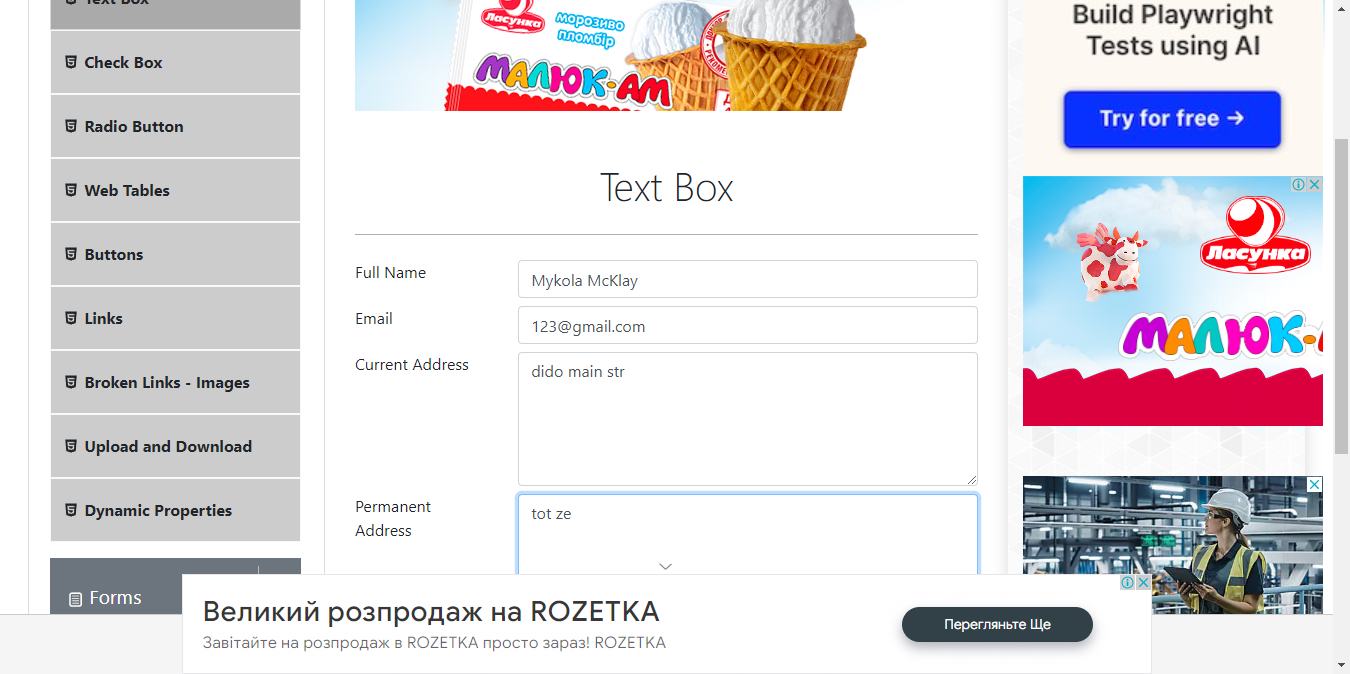 Text Box
Check Box
Radio Button
Web Tables
Buttons
Links
Broken Links - Images
Upload and Download
Dynamic Properties
Forms
Ласунка
морозиво
пломбір
МАЛЮК-АМ
Text Box
Full Name
Mykola McKlay
Email
123@gmail.com
Current Address
dido main str
Permanent
Address
tot ze
Build Playwright
Tests using AI
Try for free →
Ласунка
МАЛЮК-
Великий розпродаж на ROZETKA
Завітайте на розпродаж в ROZETKA просто зараз! ROZETKA
Перегляньте Ще